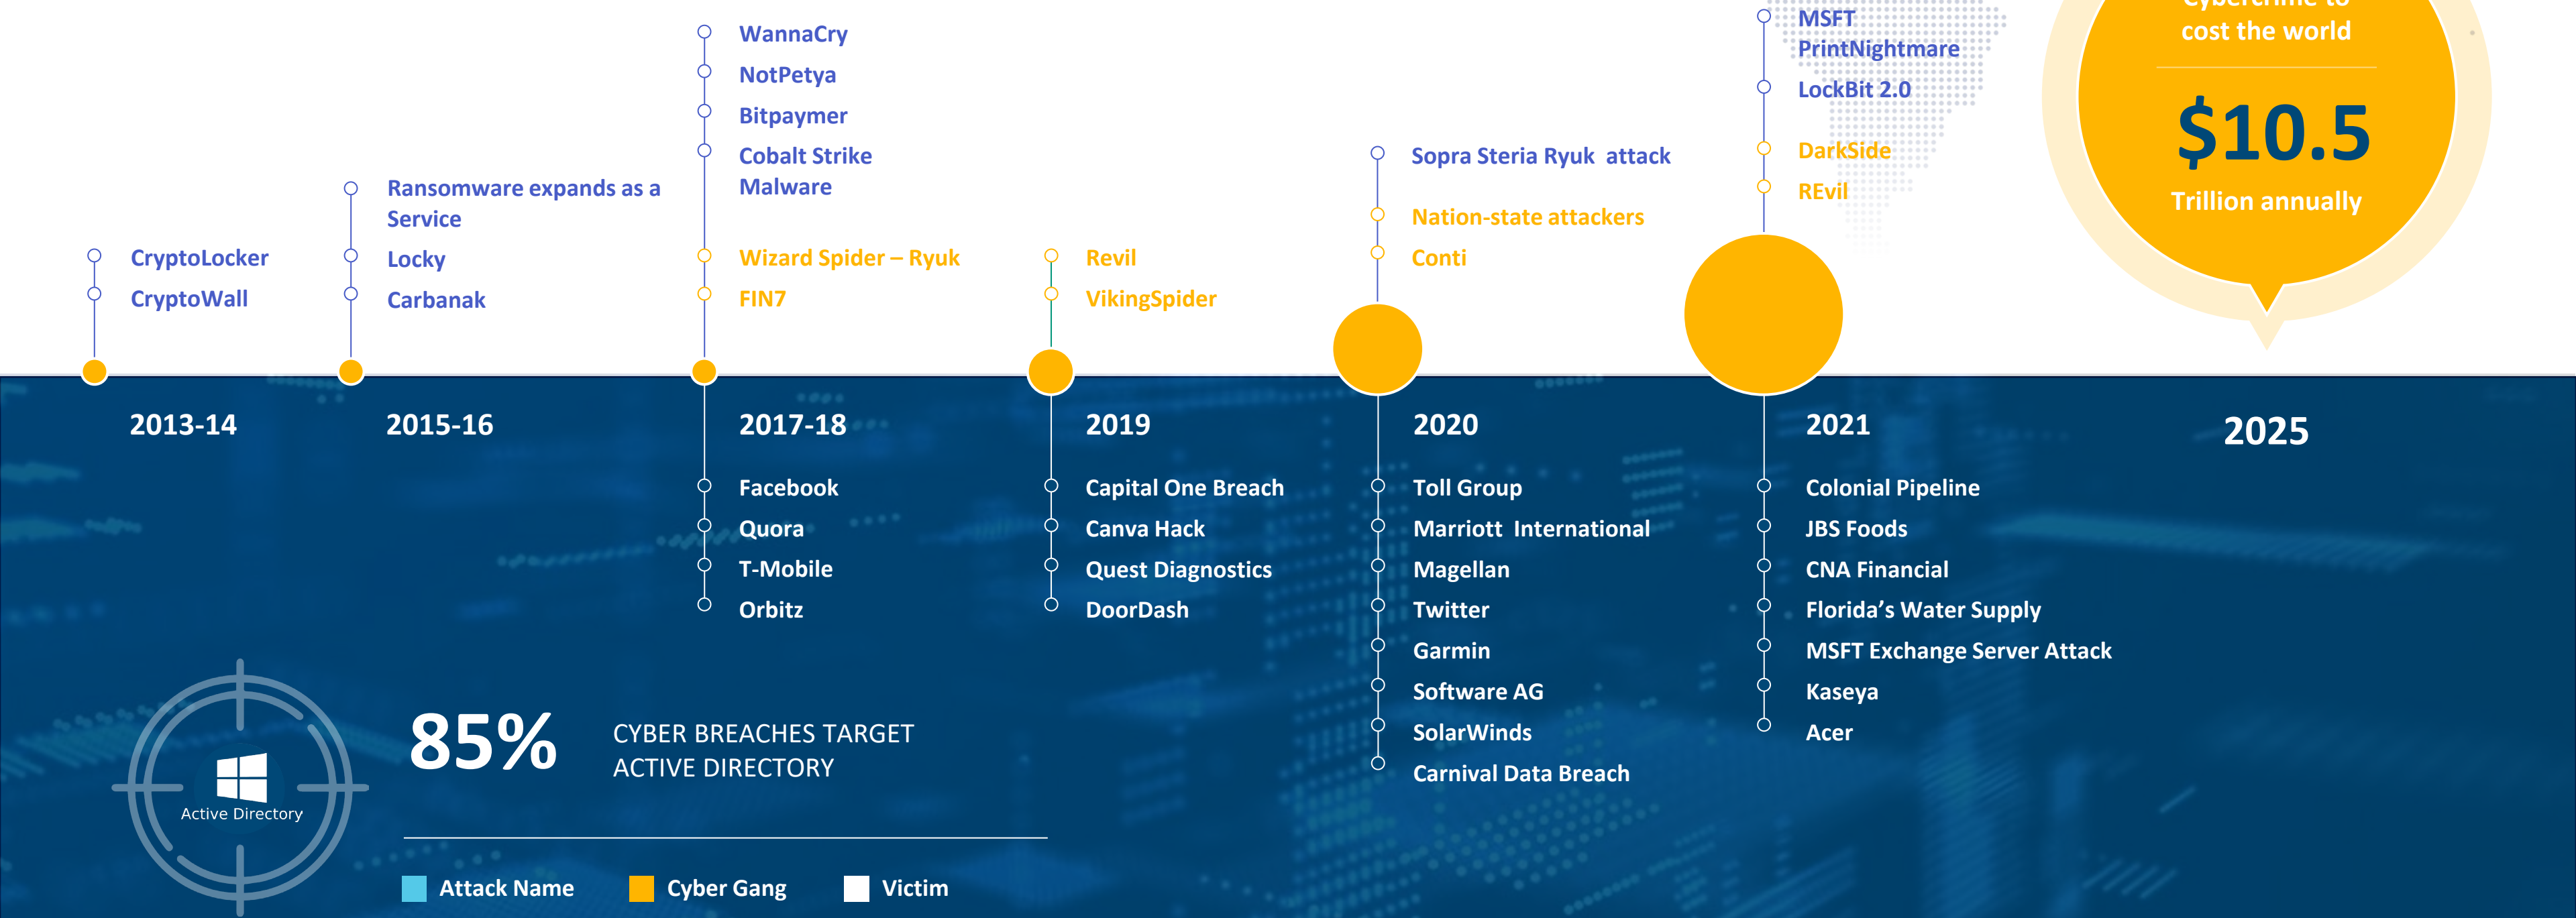 CryptoLocker
CryptoWall
Ransomware expands as a
Service
Locky
Carbanak
WannaCry
NotPetya
Bitpaymer
Cobalt Strike
Malware
Wizard Spider – Ryuk
FIN7
Revil
VikingSpider
Sopra Steria Ryuk attack
Nation-state attackers
Conti
MSFT
PrintNightmare
LockBit 2.0
DarkSide
REvil
Cybercrime to
cost the world
$10.5
Trillion annually
2013-14
2015-16
2017-18
Facebook
Quora
T-Mobile
Orbitz
2019
Capital One Breach
Canva Hack
Quest Diagnostics
DoorDash
2020
Toll Group
Marriott International
Magellan
Twitter
Garmin
Software AG
SolarWinds
Carnival Data Breach
2021
Colonial Pipeline
JBS Foods
CNA Financial
Florida’s Water Supply
MSFT Exchange Server Attack
Kaseya
Acer
2025
Active Directory
85%
CYBER BREACHES TARGET
ACTIVE DIRECTORY
Attack Name
Cyber Gang
Victim